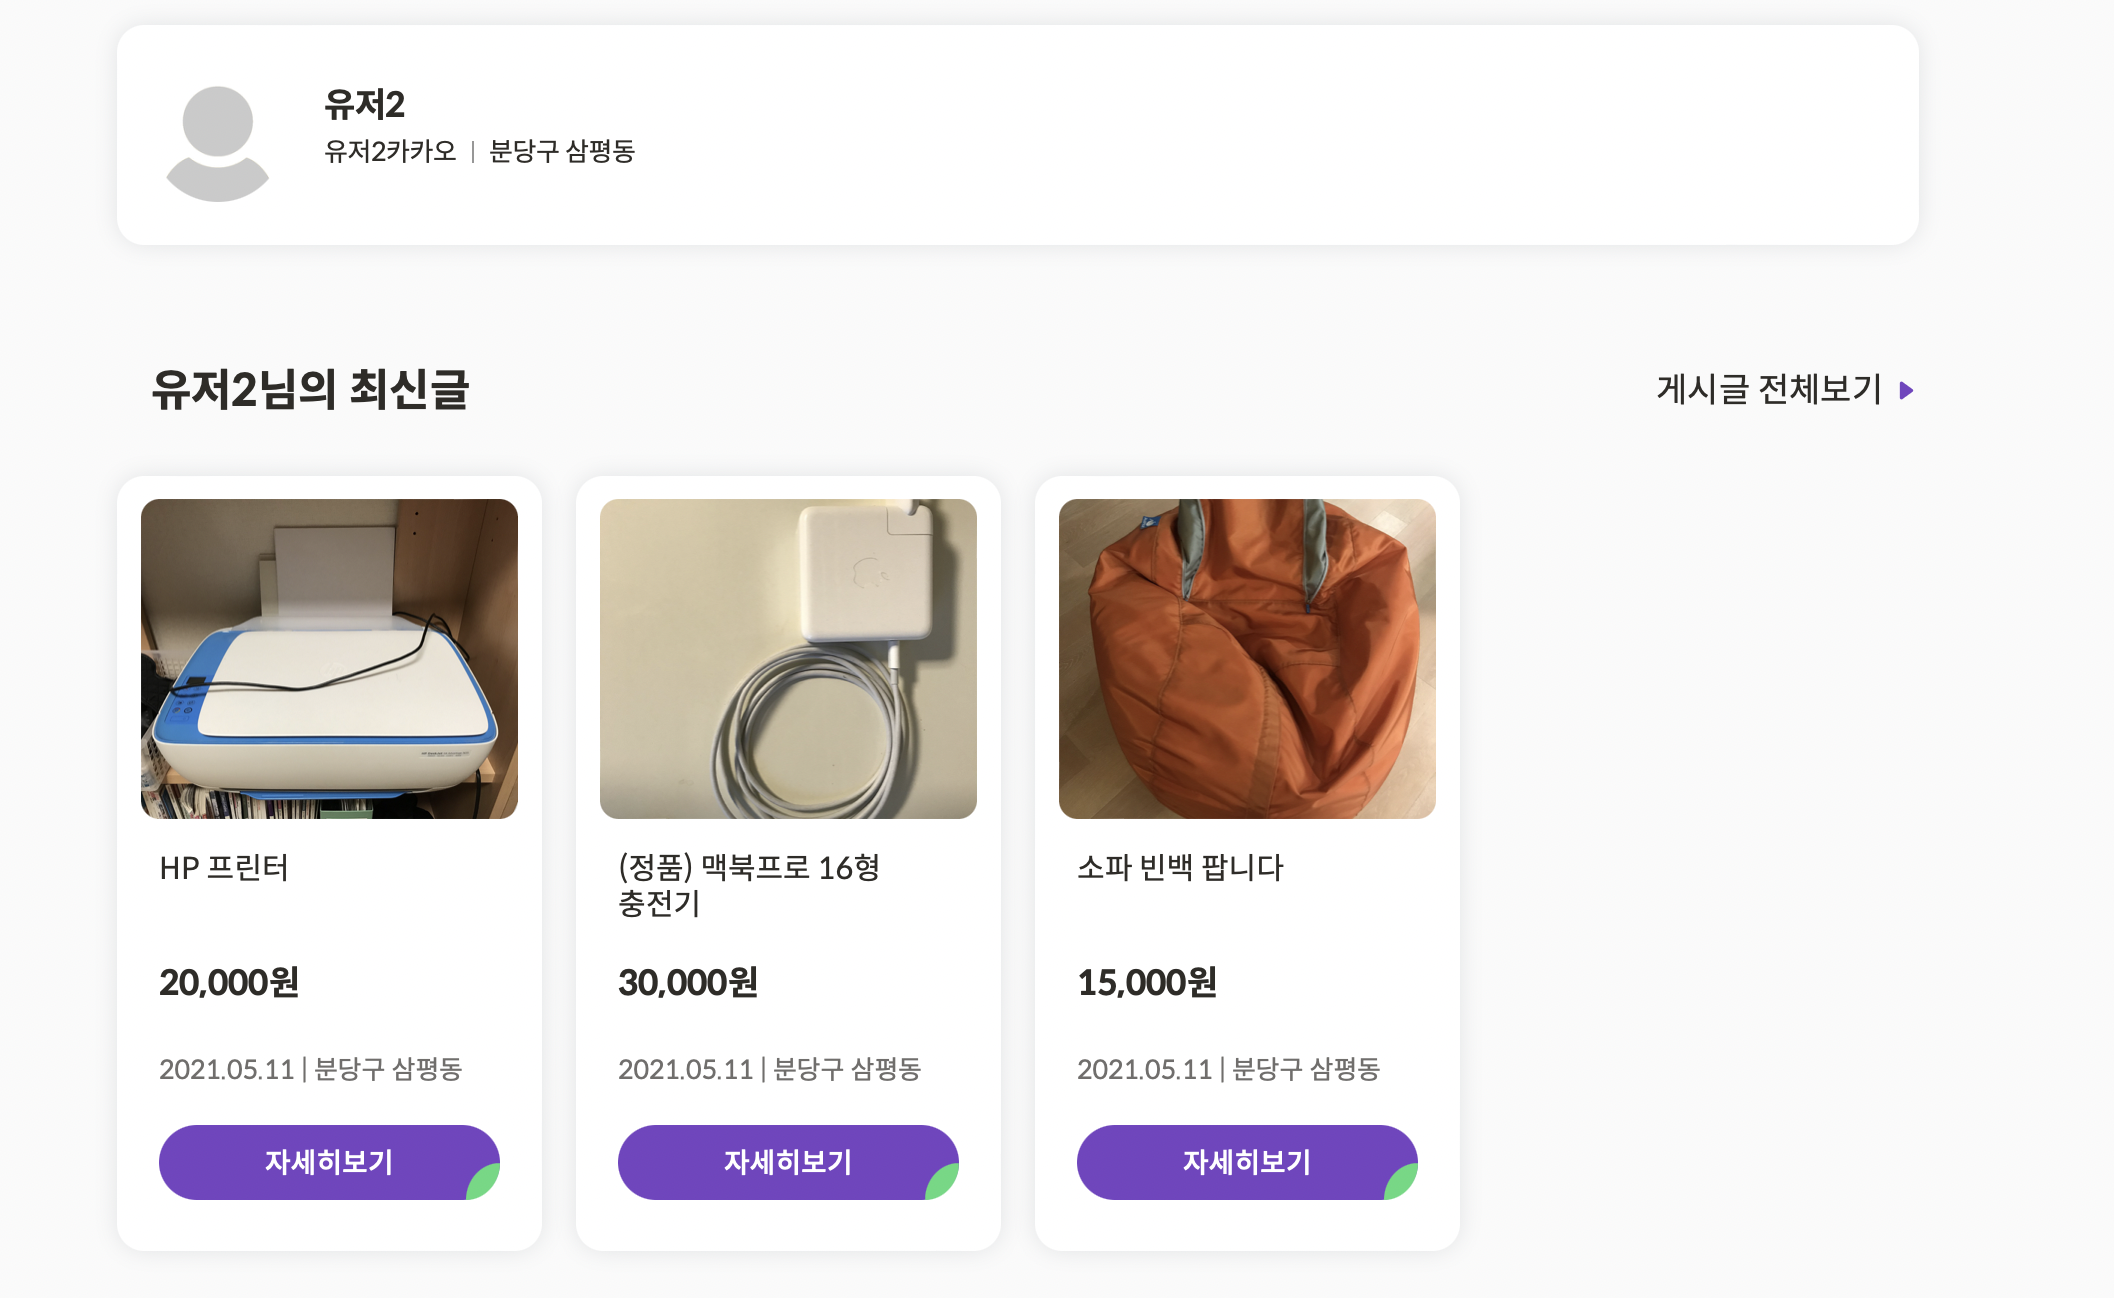 유저2
유저2카카오 | 분당구 삼평동
유저2님의 최신글
게시글 전체보기
HP 프린터
20,000원
2021.05.11 | 분당구 삼평동
자세히보기
(정품) 맥북프로 16형
충전기
30,000원
2021.05.11 | 분당구 삼평동
자세히보기
소파 빈백 팝니다
15,000원
2021.05.11 | 분당구 삼평동
자세히보기